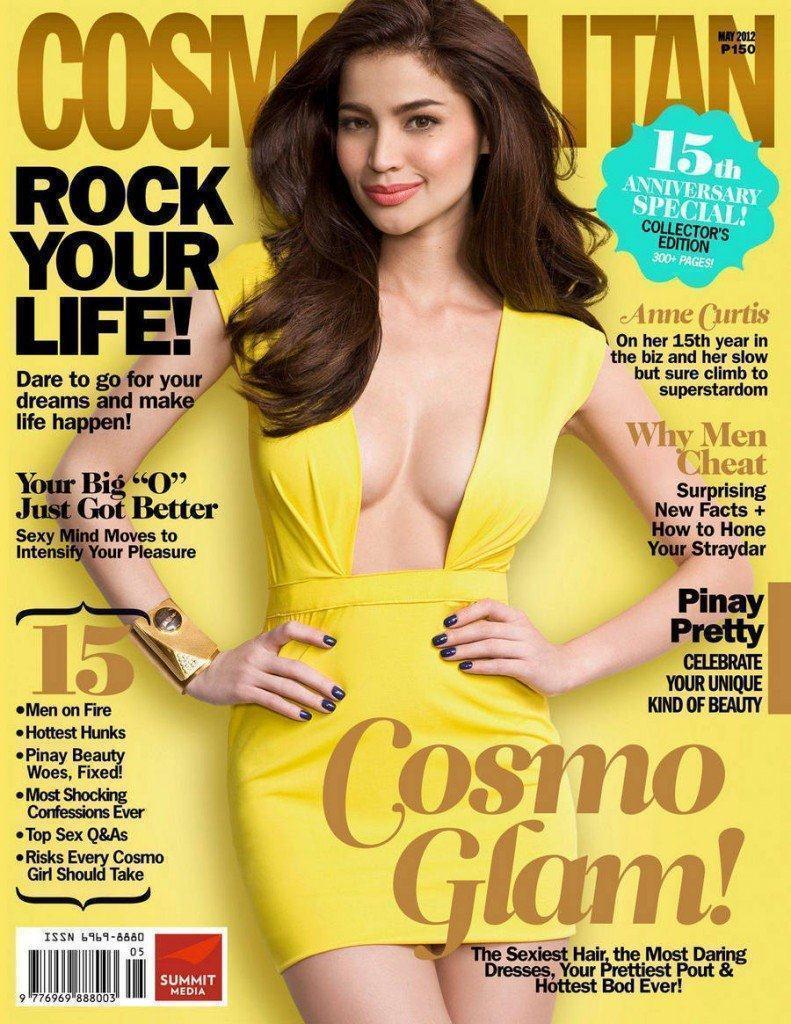 COSMOPOLITAN
MAY 2012
P150
ROCK
YOUR
LIFE!
Dare to go for your
dreams and make
life happen!
15th
ANNIVERSARY
SPECIAL!
COLLECTOR'S
EDITION
300+ PAGES!
Anne Curtis
On her 15th year in
the biz and her slow
but sure climb to
superstardom
Your Big “O”
Just Got Better
Sexy Mind Moves to
Intensify Your Pleasure
Why Men
Cheat
Surprising
New Facts +
How to Hone
Your Straydar
Pinay
Pretty
CELEBRATE
YOUR UNIQUE
KIND OF BEAUTY
15
•Men on Fire
•Hottest Hunks
•Pinay Beauty
Woes, Fixed!
•Most Shocking
Confessions Ever
•Top Sex Q&As
•Risks Every Cosmo
Girl Should Take
Cosmo
Glam!
The Sexiest Hair, the Most Daring
Dresses, Your Prettiest Pout &
Hottest Bod Ever!
ISSN 6969-8880
05
9 776969 888003
SUMMIT
MEDIA